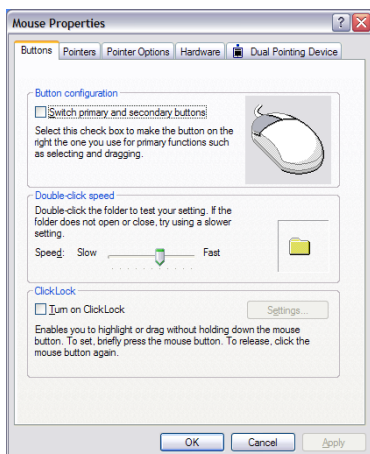 Mouse Properties
Buttons Pointers Pointer Options Hardware Dual Pointing Device
Button configuration
Switch primary and secondary buttons
Select this check box to make the button on the
right the one you use for primary functions such
as selecting and dragging.
Double-click speed
Double-click the folder to test your setting. If the
folder does not open or close, try using a slower
setting.
Speed: Slow Fast
ClickLock
Turn on ClickLock
Settings...
Enables you to highlight or drag without holding down the mouse
button. To set, briefly press the mouse button. To release, click the
mouse button again.
OK Cancel Apply